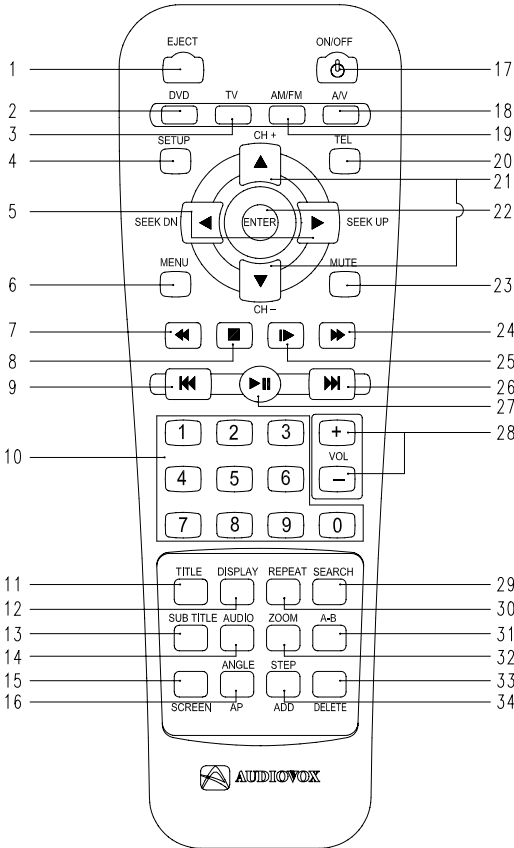 EJECT
ON/OFF
1
17
DVD
TV
AM/FM
A/V
2
18
3
19
SETUP
CH +
TEL
4
20
21
5
SEEK DN
ENTER
SEEK UP
22
MENU
MUTE
6
23
CH −
7
24
8
25
9
26
27
1 2 3
+
28
10
VOL
4 5 6
−
7 8 9 0
TITLE DISPLAY REPEAT SEARCH
11
29
12
30
SUB TITLE AUDIO ZOOM A-B
13
31
14
32
ANGLE STEP
15
33
16
34
SCREEN AP ADD DELETE
AUDIOVOX